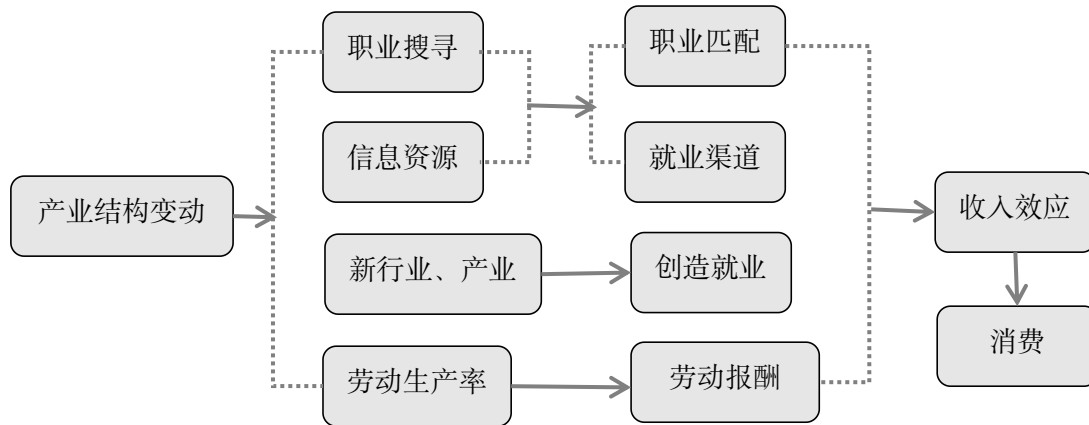 职业搜寻
职业匹配
信息资源
就业渠道
产业结构变动
收入效应
新行业、产业
创造就业
劳动生产率
劳动报酬
消费